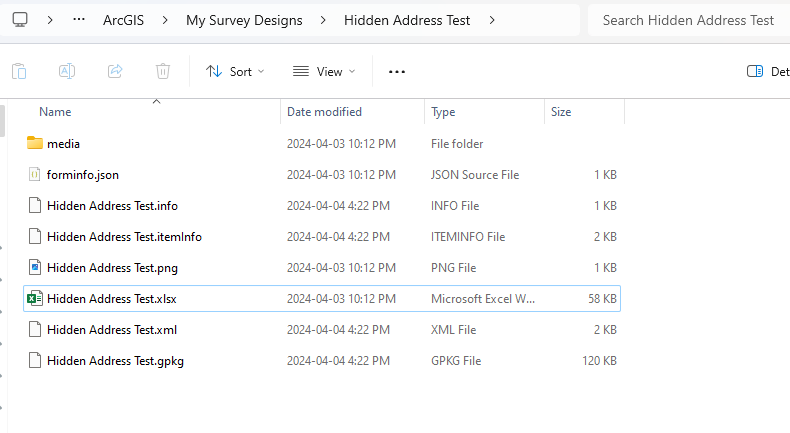 ArcGIS My Survey Designs Hidden Address Test Search Hidden Address Test
Sort View Det
Name Date modified Type Size
media 2024-04-03 10:12 PM File folder
forminfo.json 2024-04-03 10:12 PM JSON Source File 1 KB
Hidden Address Test.info 2024-04-04 4:22 PM INFO File 1 KB
Hidden Address Test.itemInfo 2024-04-04 4:22 PM ITEMINFO File 2 KB
Hidden Address Test.png 2024-04-03 10:12 PM PNG File 1 KB
Hidden Address Test.xlsx 2024-04-03 10:12 PM Microsoft Excel W... 58 KB
Hidden Address Test.xml 2024-04-04 4:22 PM XML File 2 KB
Hidden Address Test.gpkg 2024-04-04 4:22 PM GPKG File 120 KB